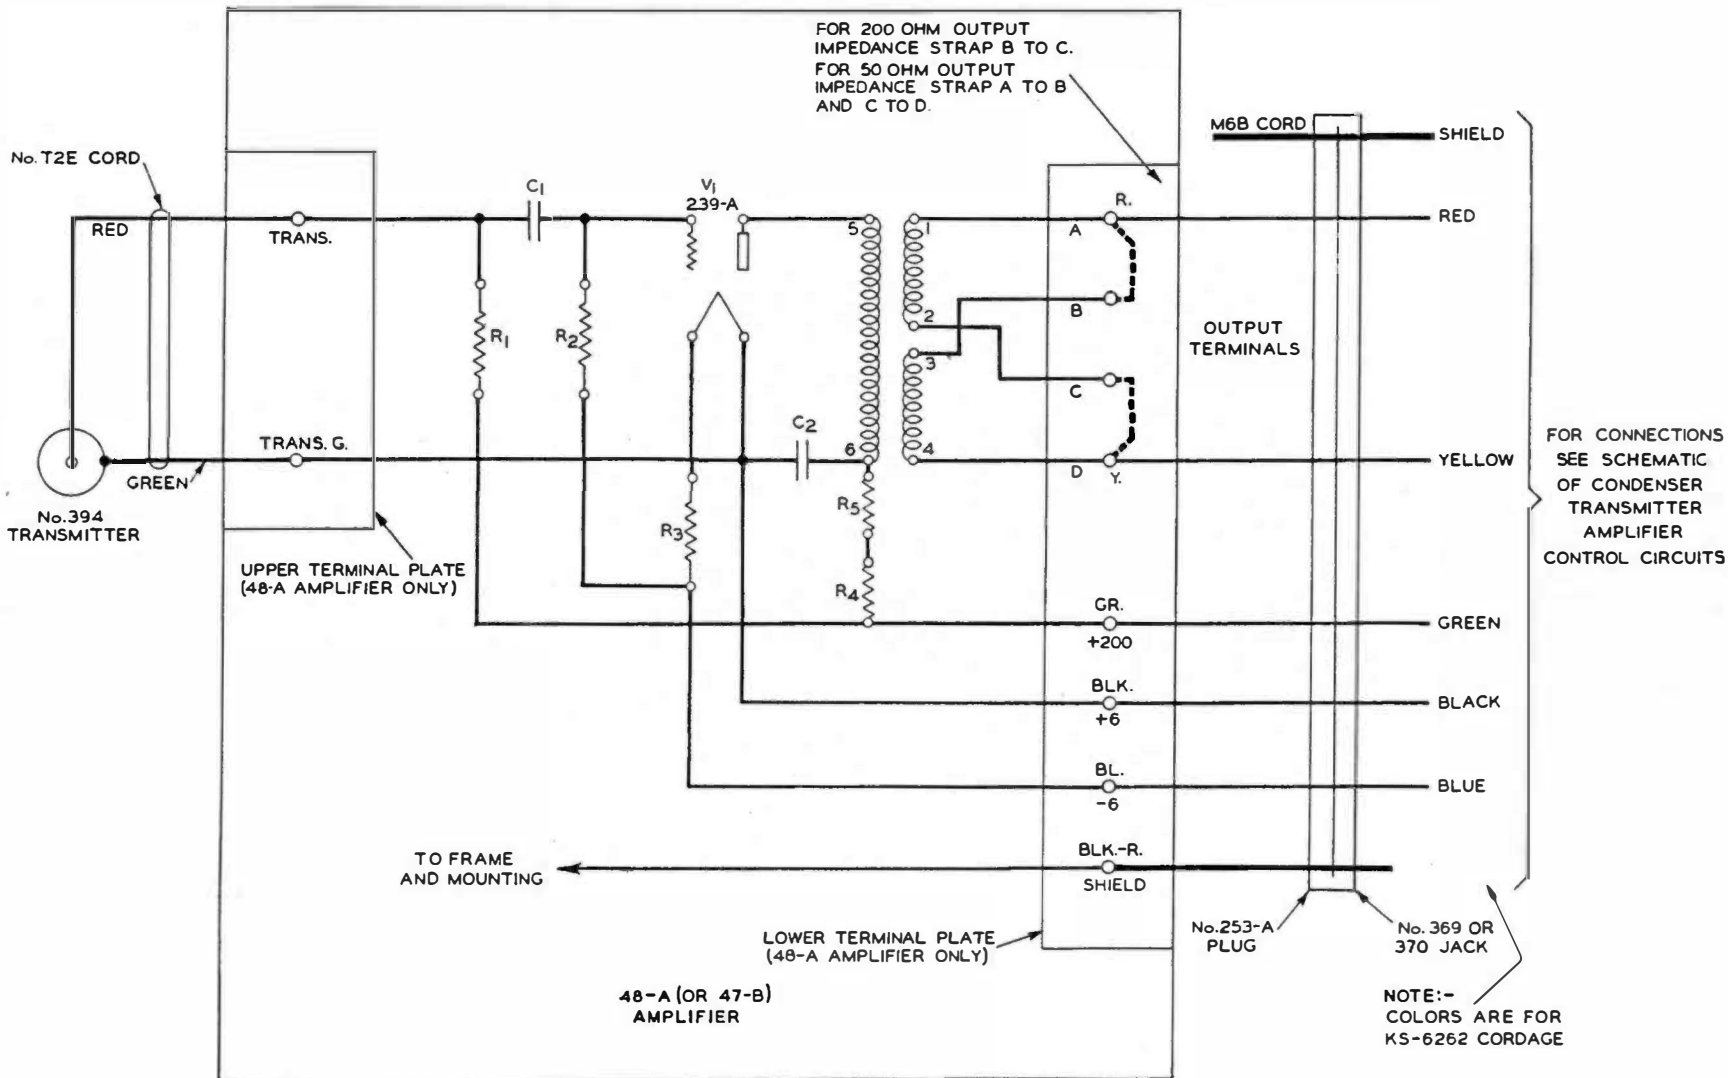 FOR 200 OHM OUTPUT
IMPEDANCE STRAP B TO C.
FOR 50 OHM OUTPUT
IMPEDANCE STRAP A TO B
AND C TO D.
M6B CORD
SHIELD
No. T2E CORD
C1
V1
239-A
R.
RED
RED
TRANS.
5
1
A
B
2
3
OUTPUT
TERMINALS
R1
R2
C
C2
TRANS. G.
6
4
D
Y.
YELLOW
GREEN
No. 394
TRANSMITTER
FOR CONNECTIONS
SEE SCHEMATIC
OF CONDENSER
TRANSMITTER
AMPLIFIER
CONTROL CIRCUITS
R5
R3
UPPER TERMINAL PLATE
(48-A AMPLIFIER ONLY)
R4
GR.
+200
GREEN
BLK.
+6
BLACK
BL.
-6
BLUE
TO FRAME
AND MOUNTING
BLK.-R.
SHIELD
LOWER TERMINAL PLATE
(48-A AMPLIFIER ONLY)
No. 253-A
PLUG
No. 369 OR
370 JACK
48-A (OR 47-B)
AMPLIFIER
NOTE:-
COLORS ARE FOR
KS-6262 CORDAGE